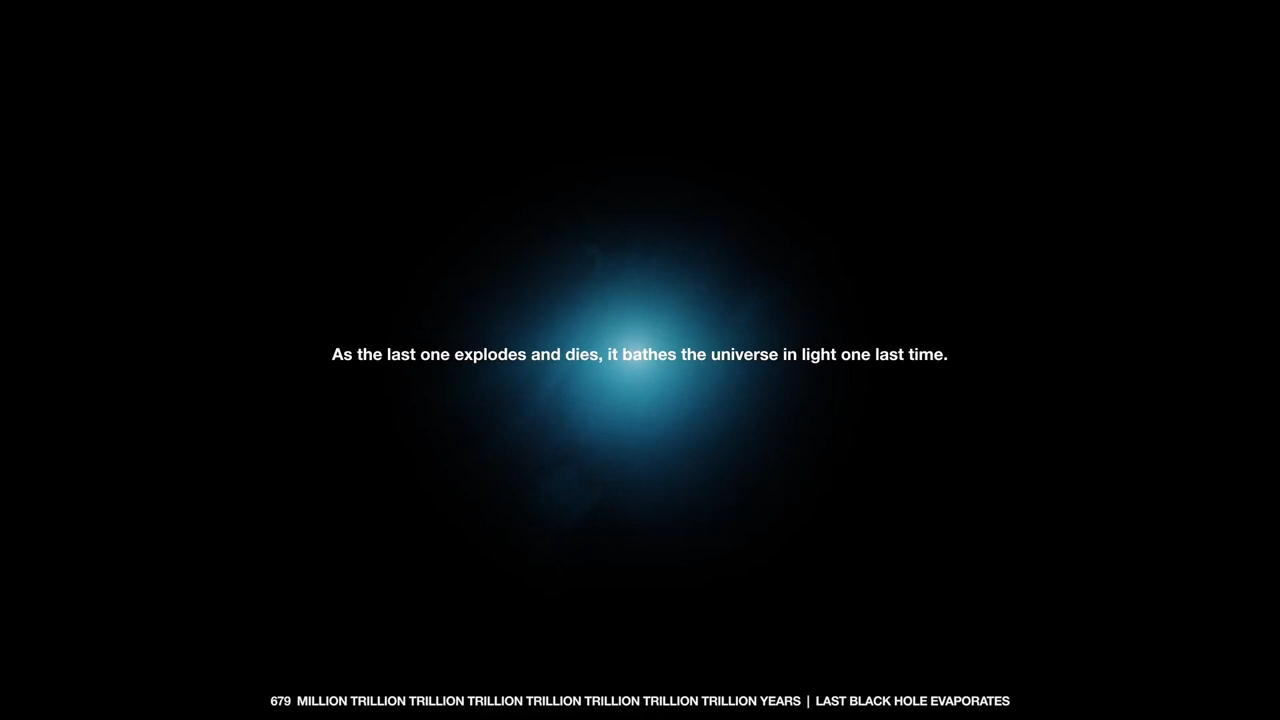 As the last one explodes and dies, it bathes the universe in light one last time.
679 MILLION TRILLION TRILLION TRILLION TRILLION TRILLION TRILLION TRILLION YEARS | LAST BLACK HOLE EVAPORATES